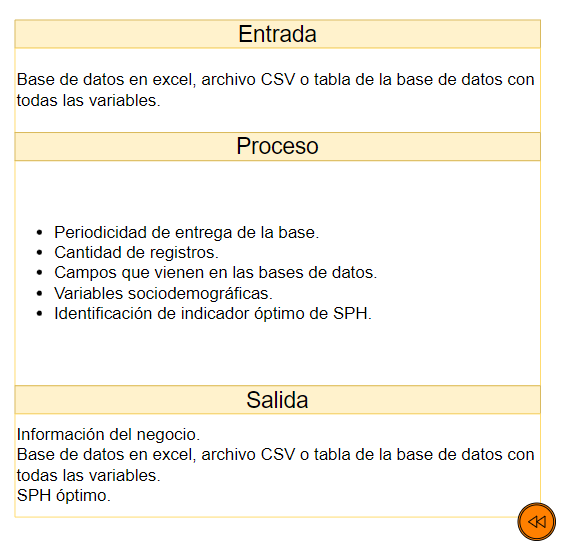 Entrada
Base de datos en excel, archivo CSV o tabla de la base de datos con
todas las variables.
Proceso
• Periodicidad de entrega de la base.
• Cantidad de registros.
• Campos que vienen en las bases de datos.
• Variables sociodemográficas.
• Identificación de indicador óptimo de SPH.
Salida
Información del negocio.
Base de datos en excel, archivo CSV o tabla de la base de datos con
todas las variables.
SPH óptimo.